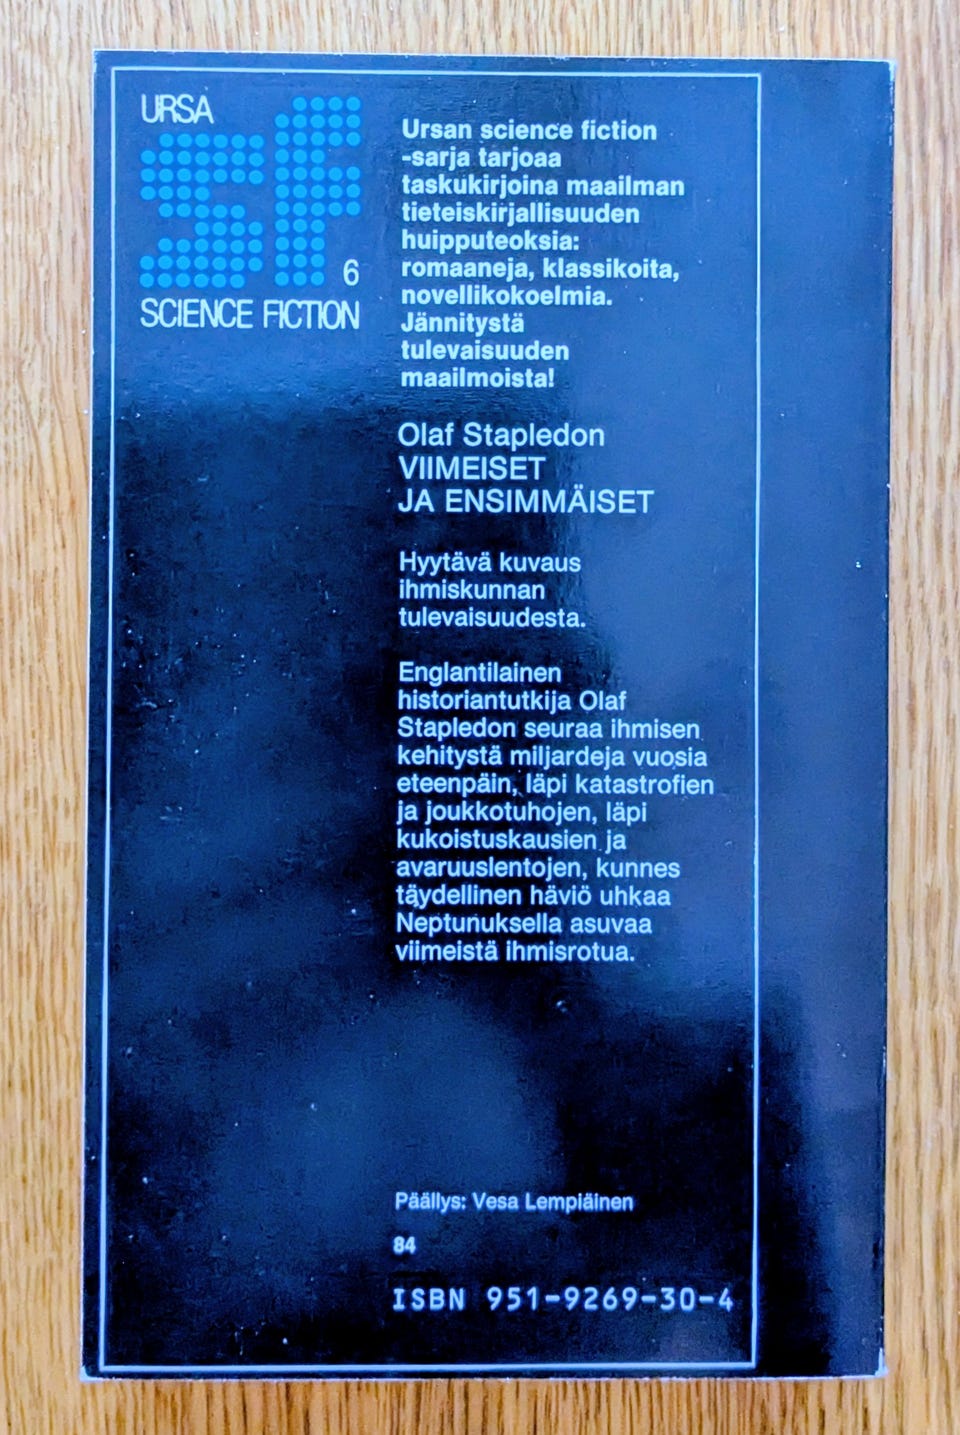 URSA
sf
6
SCIENCE FICTION
Ursan science fiction
-sarja tarjoaa
taskukirjoina maailman
tieteiskirjallisuuden
huipputeoksia:
romaaneja, klassikoita,
novellikokoelmia.
Jännitystä
tulevaisuuden
maailmoista!
Olaf Stapledon
VIIMEISET
JA ENSIMMÄISET
Hyytävä kuvaus
ihmiskunnan
tulevaisuudesta.
Englantilainen
historiantutkija Olaf
Stapledon seuraa ihmisen
kehitystä miljardeja vuosia
eteenpäin, läpi katastrofien
ja joukkotuhojen, läpi
kukoistuskausien ja
avaruuslentojen, kunnes
täydellinen häviö uhkaa
Neptunuksella asuvaa
viimeistä ihmisrotua.
Päällys: Vesa Lempiäinen
84
ISBN 951-9269-30-4